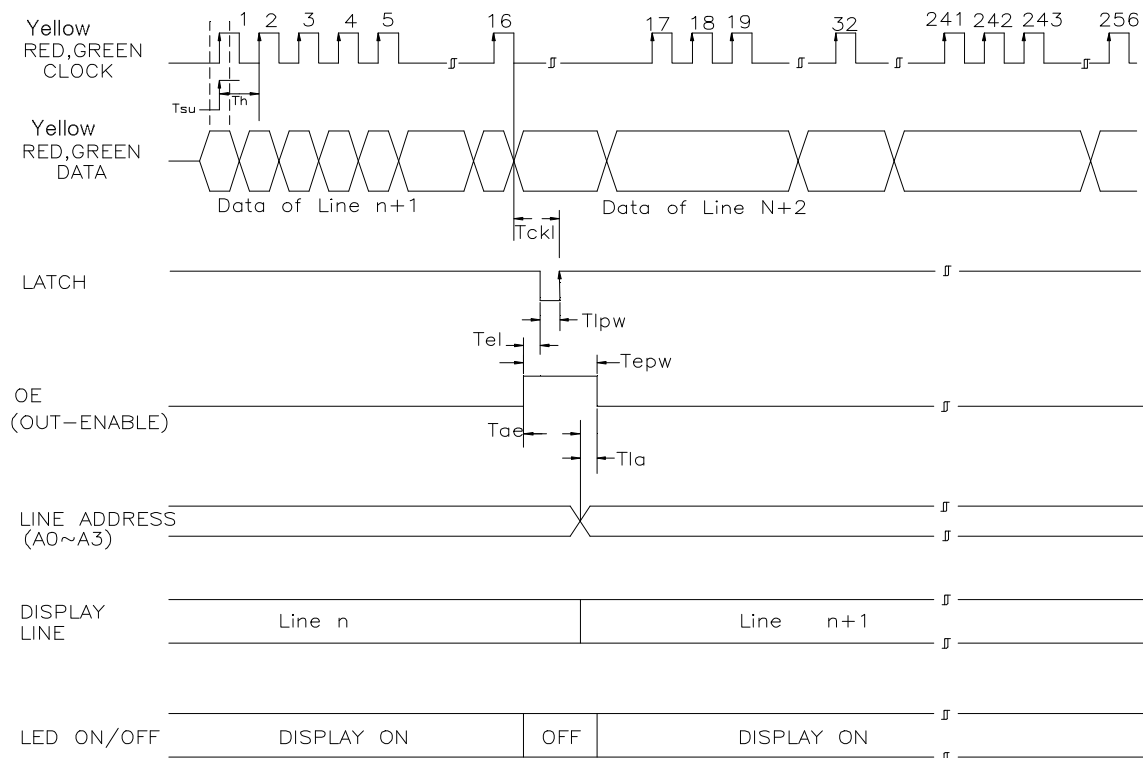 Yellow
RED,GREEN
CLOCK
1 2 3 4 5 16 17 18 19 32 241 242 243 256
Tsu Th
Yellow
RED,GREEN
DATA
Data of Line n+1
Data of Line N+2
Tckl
LATCH
Tlpw
Tel
Tepw
OE
(OUT-ENABLE)
Tae
Tla
LINE ADDRESS
(A0~A3)
DISPLAY
LINE
Line n
Line n+1
LED ON/OFF
DISPLAY ON
OFF
DISPLAY ON